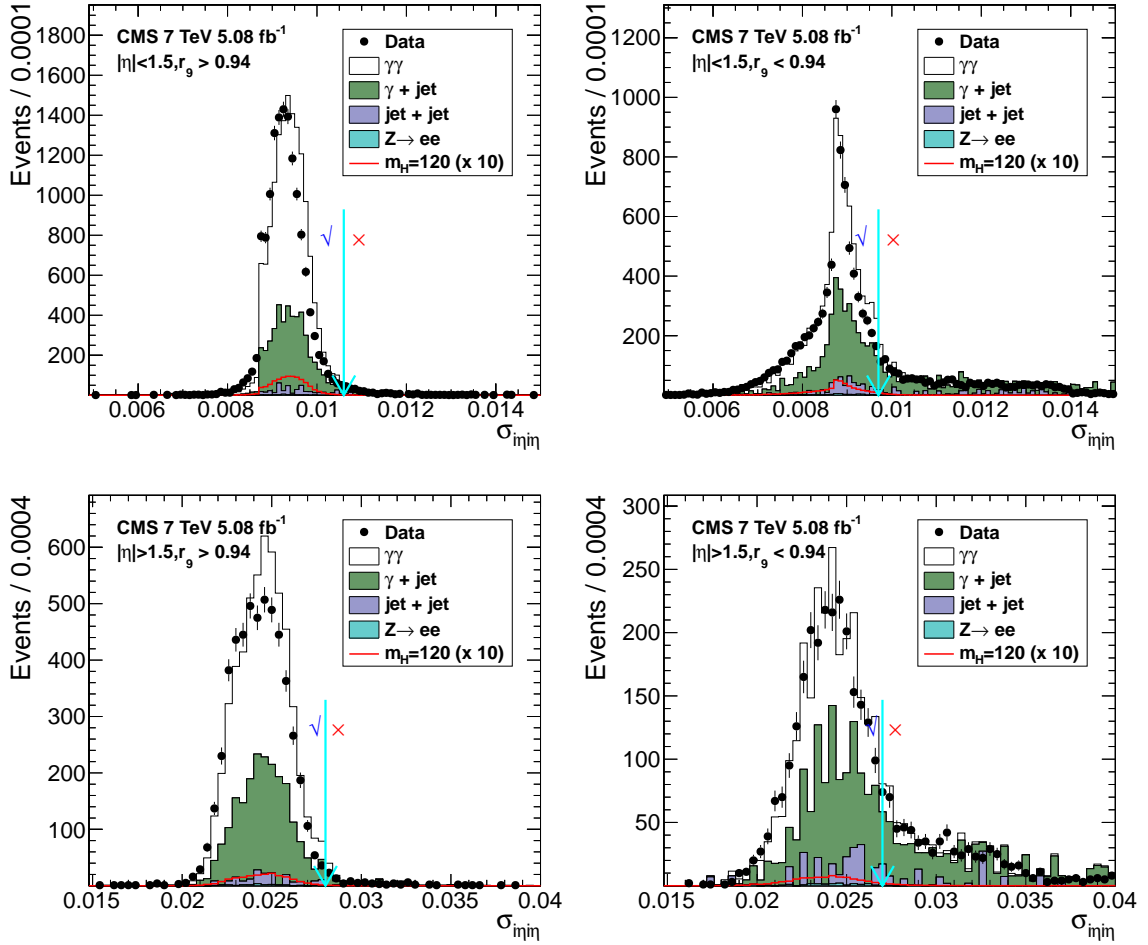 CMS 7 TeV 5.08 fb⁻¹
|η|<1.5,r₉ > 0.94
Data
γγ
γ + jet
jet + jet
Z→ ee
m_H=120 (x 10)
Events / 0.0001
1800
1600
1400
1200
1000
800
600
400
200
√ ×
0.006 0.008 0.01 0.012 0.014
σ_iηiη
CMS 7 TeV 5.08 fb⁻¹
|η|<1.5,r₉ < 0.94
Data
γγ
γ + jet
jet + jet
Z→ ee
m_H=120 (x 10)
Events / 0.0001
1200
1000
800
600
400
200
0
√ ×
0.006 0.008 0.01 0.012 0.014
σ_iηiη
CMS 7 TeV 5.08 fb⁻¹
|η|>1.5,r₉ > 0.94
Data
γγ
γ + jet
jet + jet
Z→ ee
m_H=120 (x 10)
Events / 0.0004
600
500
400
300
200
100
0
√ ×
0.015 0.02 0.025 0.03 0.035 0.04
σ_iηiη
CMS 7 TeV 5.08 fb⁻¹
|η|>1.5,r₉ < 0.94
Data
γγ
γ + jet
jet + jet
Z→ ee
m_H=120 (x 10)
Events / 0.0004
300
250
200
150
100
50
0
√ ×
0.015 0.02 0.025 0.03 0.035 0.04
σ_iηiη